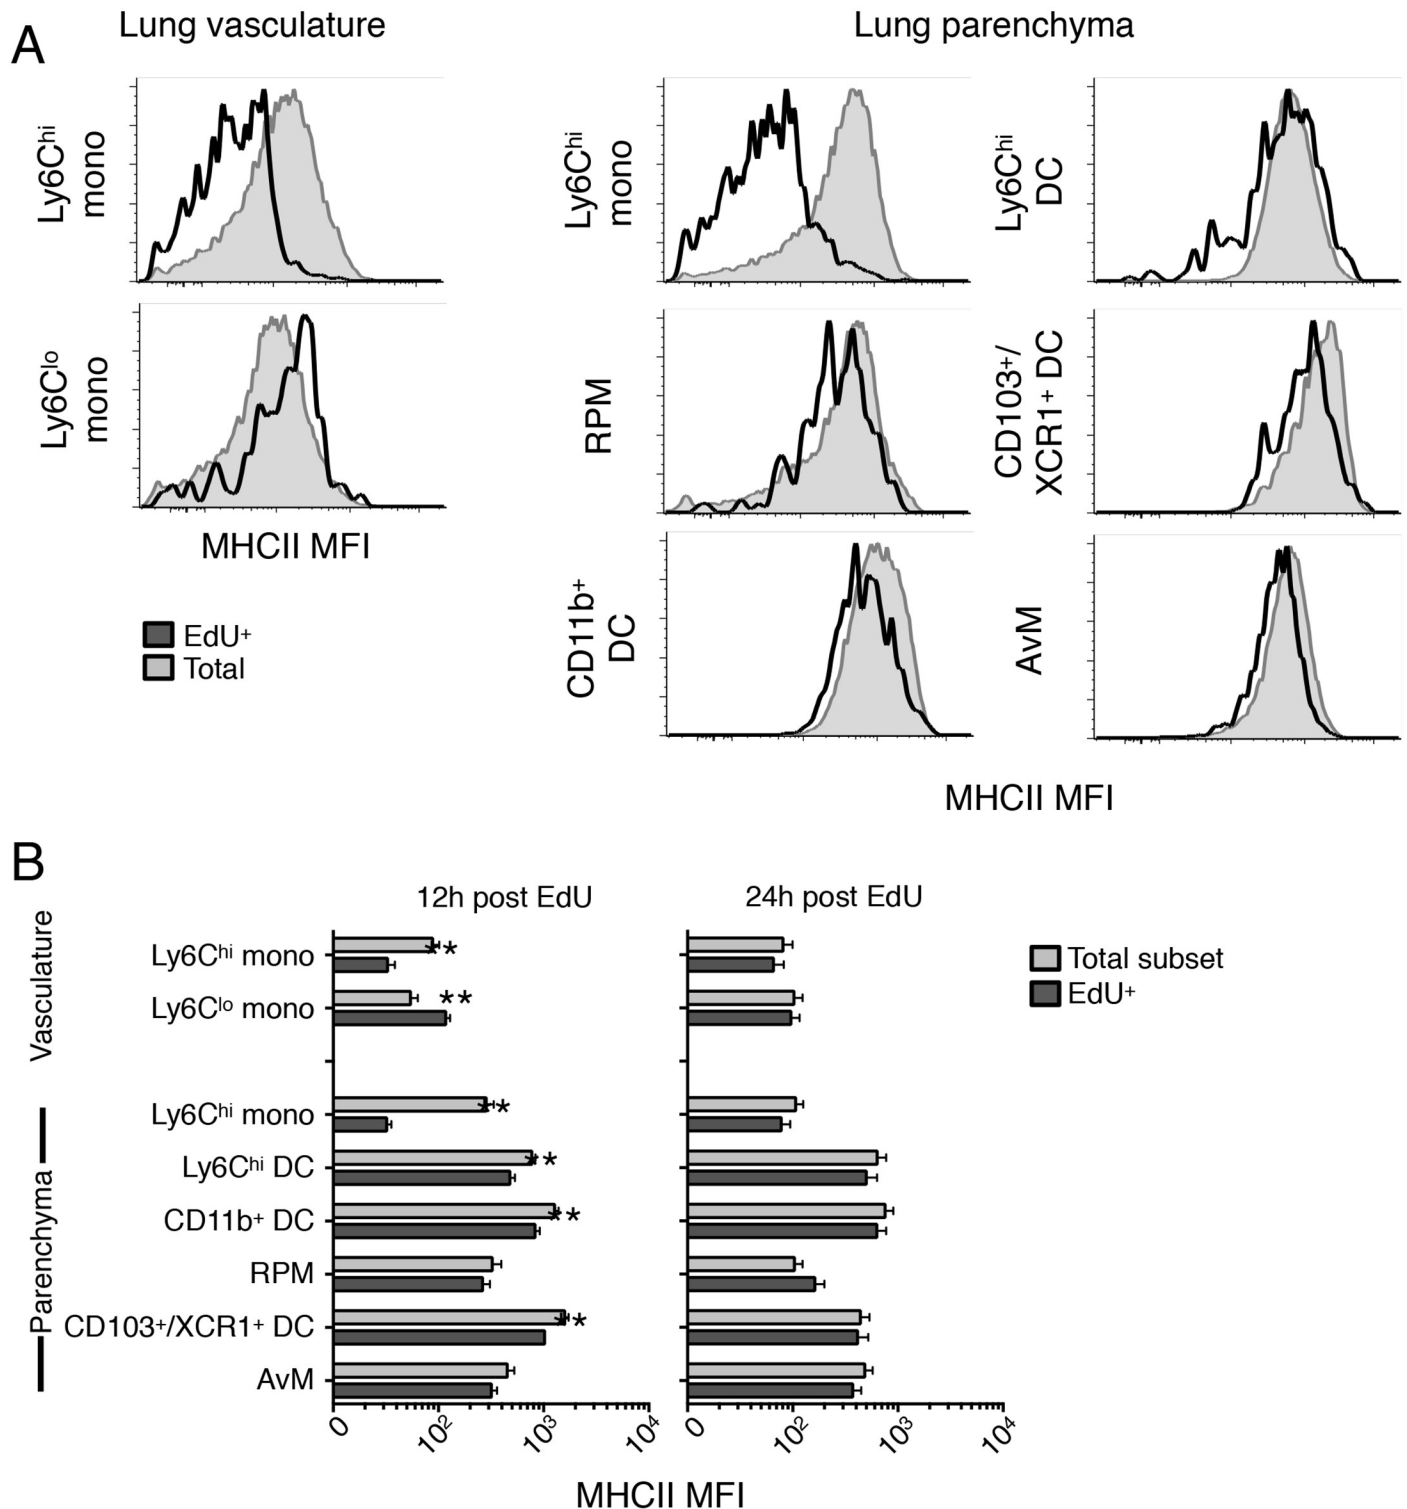 A
Lung vasculature
Lung parenchyma
Ly6Chi
mono
Ly6Chi
mono
Ly6Chi
DC
Ly6Clo
mono
RPM
CD103+/
XCR1+ DC
MHCII MFI
CD11b+
DC
AvM
EdU+
Total
MHCII MFI
B
12h post EdU
24h post EdU
Vasculature
Ly6Chi mono
**
Total subset
EdU+
Ly6Clo mono
**
Parenchyma
Ly6Chi mono
**
Ly6Chi DC
**
CD11b+ DC
**
RPM
CD103+/XCR1+ DC
**
AvM
0 10² 10³ 10⁴ 0 10² 10³ 10⁴
MHCII MFI